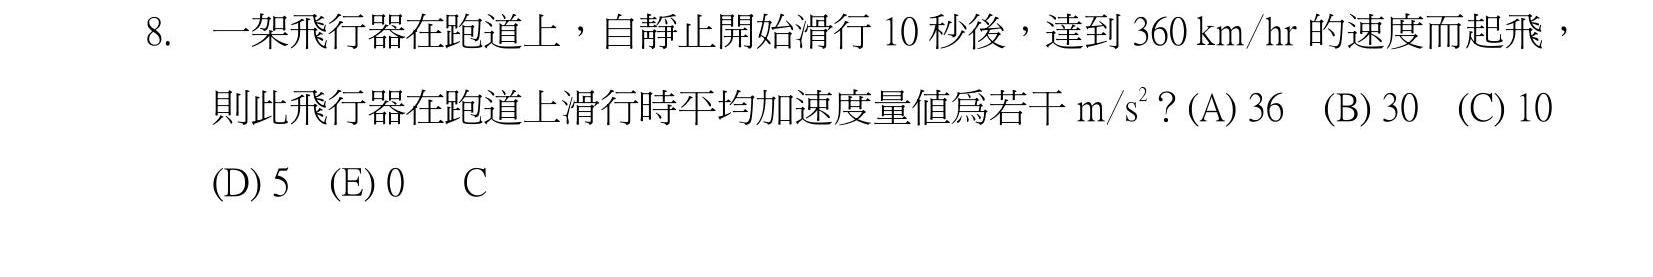 8. 一架飛行器在跑道上，自靜止開始滑行 10 秒後，達到 360 km/hr 的速度而起飛，
則此飛行器在跑道上滑行時平均加速度量值為若干 m/s²？(A) 36 (B) 30 (C) 10
(D) 5 (E) 0 C